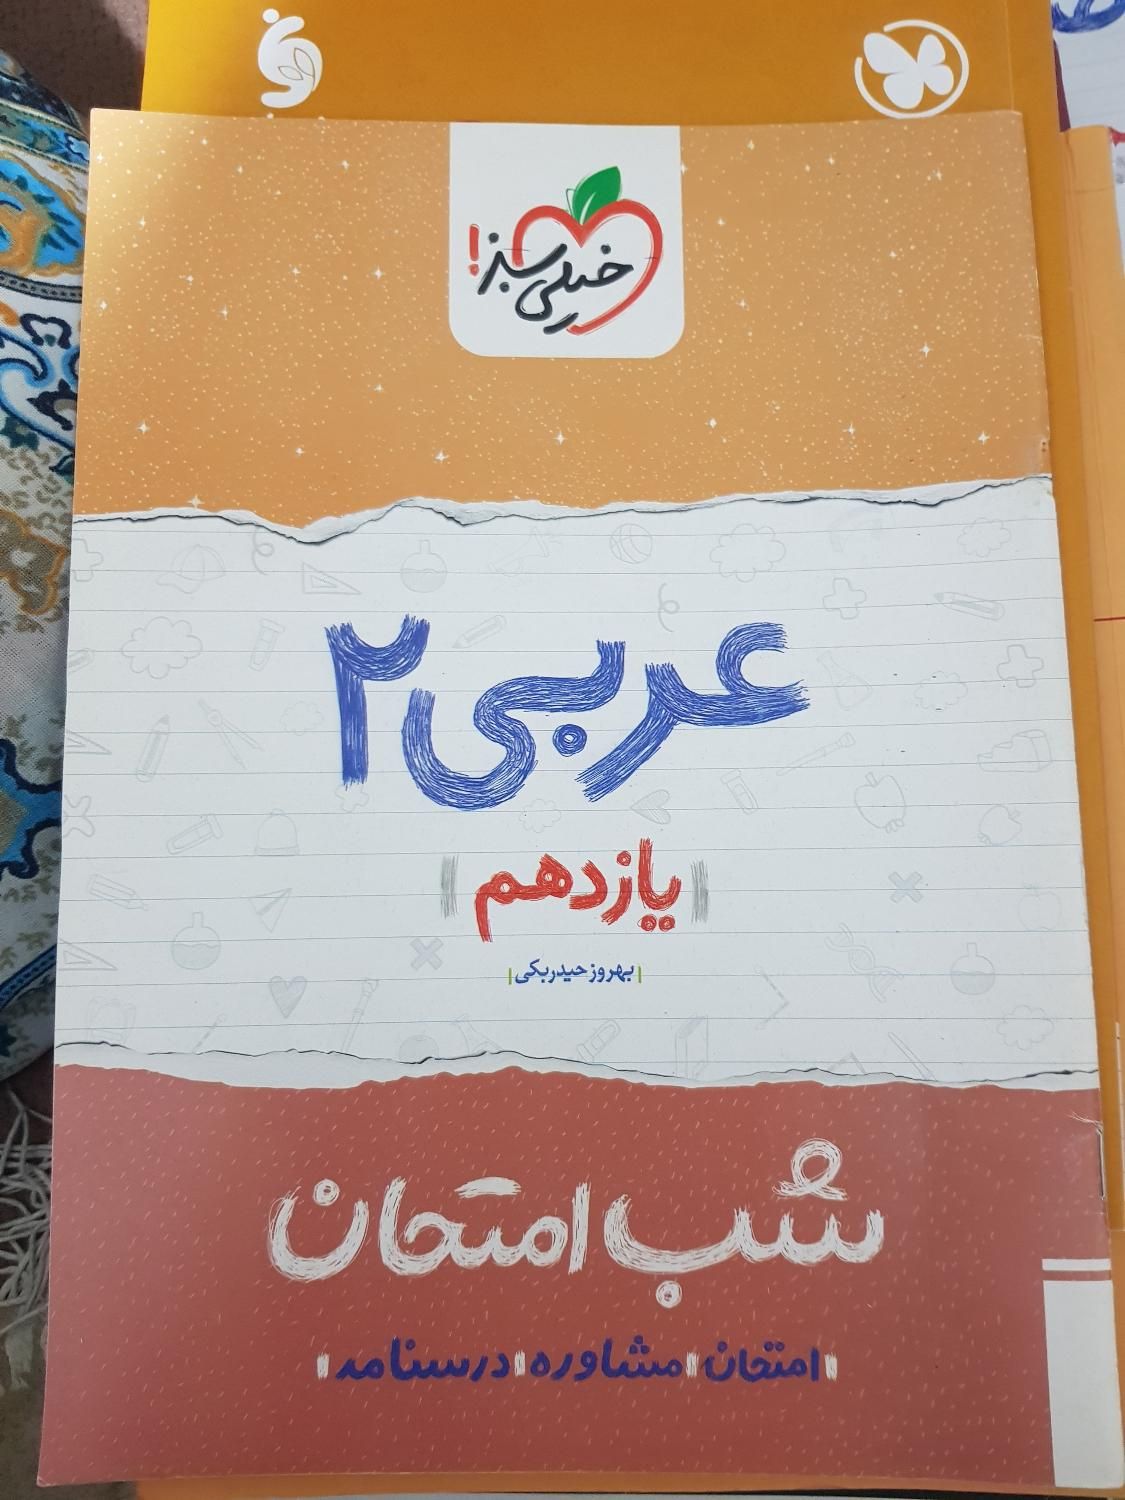 خیلی سبز!
عربی ۲
یازدهم
بهروز حیدربکی
شب امتحان
امتحان | مشاوره | درسنامه